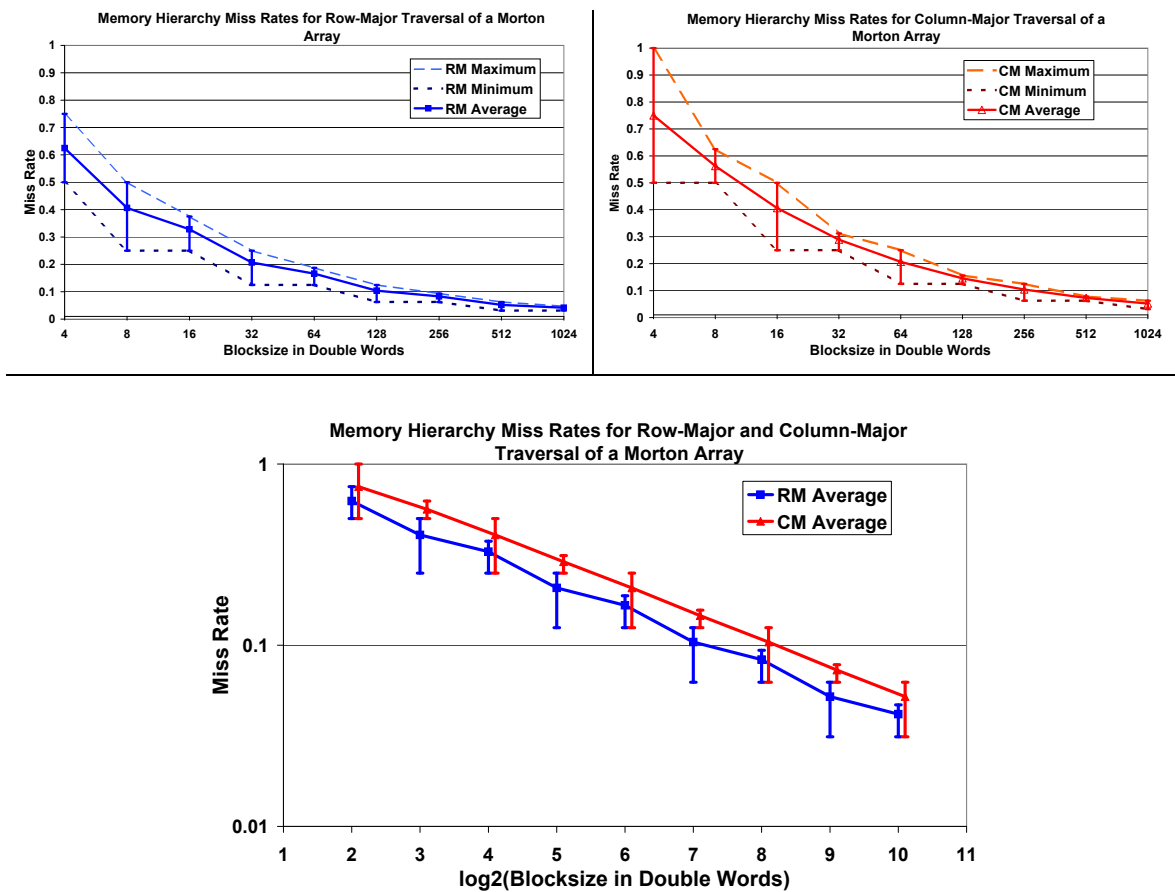 Memory Hierarchy Miss Rates for Row-Major Traversal of a Morton
Array
1
0.9
0.8
0.7
0.6
0.5
0.4
0.3
0.2
0.1
0
Miss Rate
RM Maximum
RM Minimum
RM Average
4 8 16 32 64 128 256 512 1024
Blocksize in Double Words
Memory Hierarchy Miss Rates for Column-Major Traversal of a
Morton Array
1
0.9
0.8
0.7
0.6
0.5
0.4
0.3
0.2
0.1
0
Miss Rate
CM Maximum
CM Minimum
CM Average
4 8 16 32 64 128 256 512 1024
Blocksize in Double Words
Memory Hierarchy Miss Rates for Row-Major and Column-Major
Traversal of a Morton Array
1
0.1
0.01
Miss Rate
RM Average
CM Average
1 2 3 4 5 6 7 8 9 10 11
log2(Blocksize in Double Words)